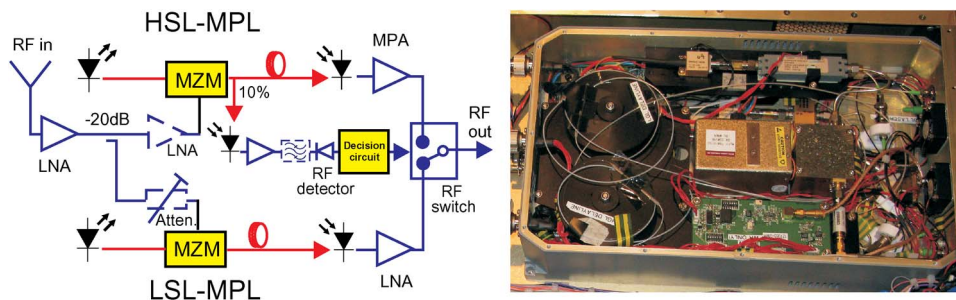 HSL-MPL
RF in
MPA
MZM
10%
-20dB
LNA
LNA
RF
detector
Decision
circuit
RF
out
RF
switch
Atten.
MZM
LNA
LSL-MPL